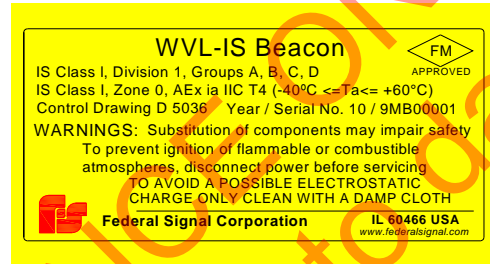 WVL-IS Beacon
FM
APPROVED
IS Class I, Division 1, Groups A, B, C, D
IS Class I, Zone 0, AEx ia IIC T4 (-40ºC <=Ta<= +60°C)
Control Drawing D 5036 Year / Serial No. 10 / 9MB00001
WARNINGS: Substitution of components may impair safety
To prevent ignition of flammable or combustible
atmospheres, disconnect power before servicing
TO AVOID A POSSIBLE ELECTROSTATIC
CHARGE ONLY CLEAN WITH A DAMP CLOTH
Federal Signal Corporation IL 60466 USA
www.federalsignal.com